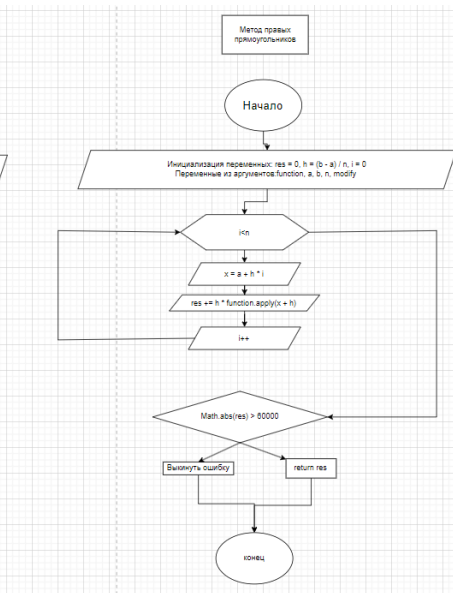 Метод правых
прямоугольников
Начало
Инициализация переменных: res = 0, h = (b - a) / n, i = 0
Переменные из аргументов:function, a, b, n, modify
i<n
x = a + h * i
res += h * function.apply(x + h)
i++
Math.abs(res) > 60000
Выкинуть ошибку
return res
конец